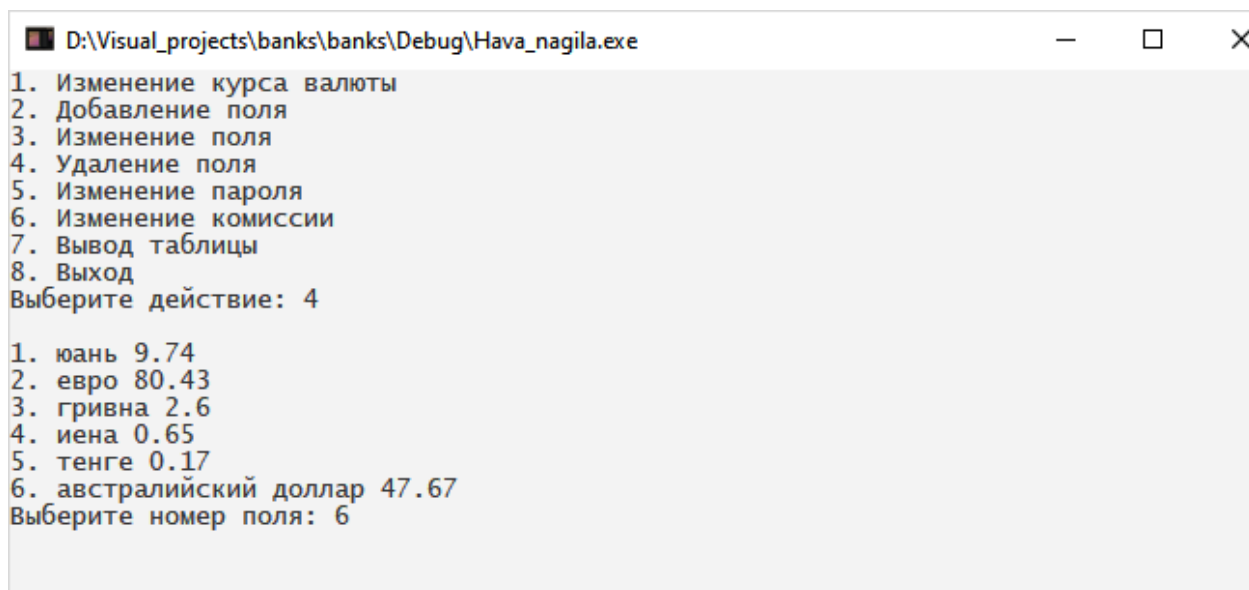 D:\Visual_projects\banks\banks\Debug\Hava_nagila.exe
1. Изменение курса валюты
2. Добавление поля
3. Изменение поля
4. Удаление поля
5. Изменение пароля
6. Изменение комиссии
7. Вывод таблицы
8. Выход
Выберите действие: 4
1. юань 9.74
2. евро 80.43
3. гривна 2.6
4. иена 0.65
5. тенге 0.17
6. австралийский доллар 47.67
Выберите номер поля: 6